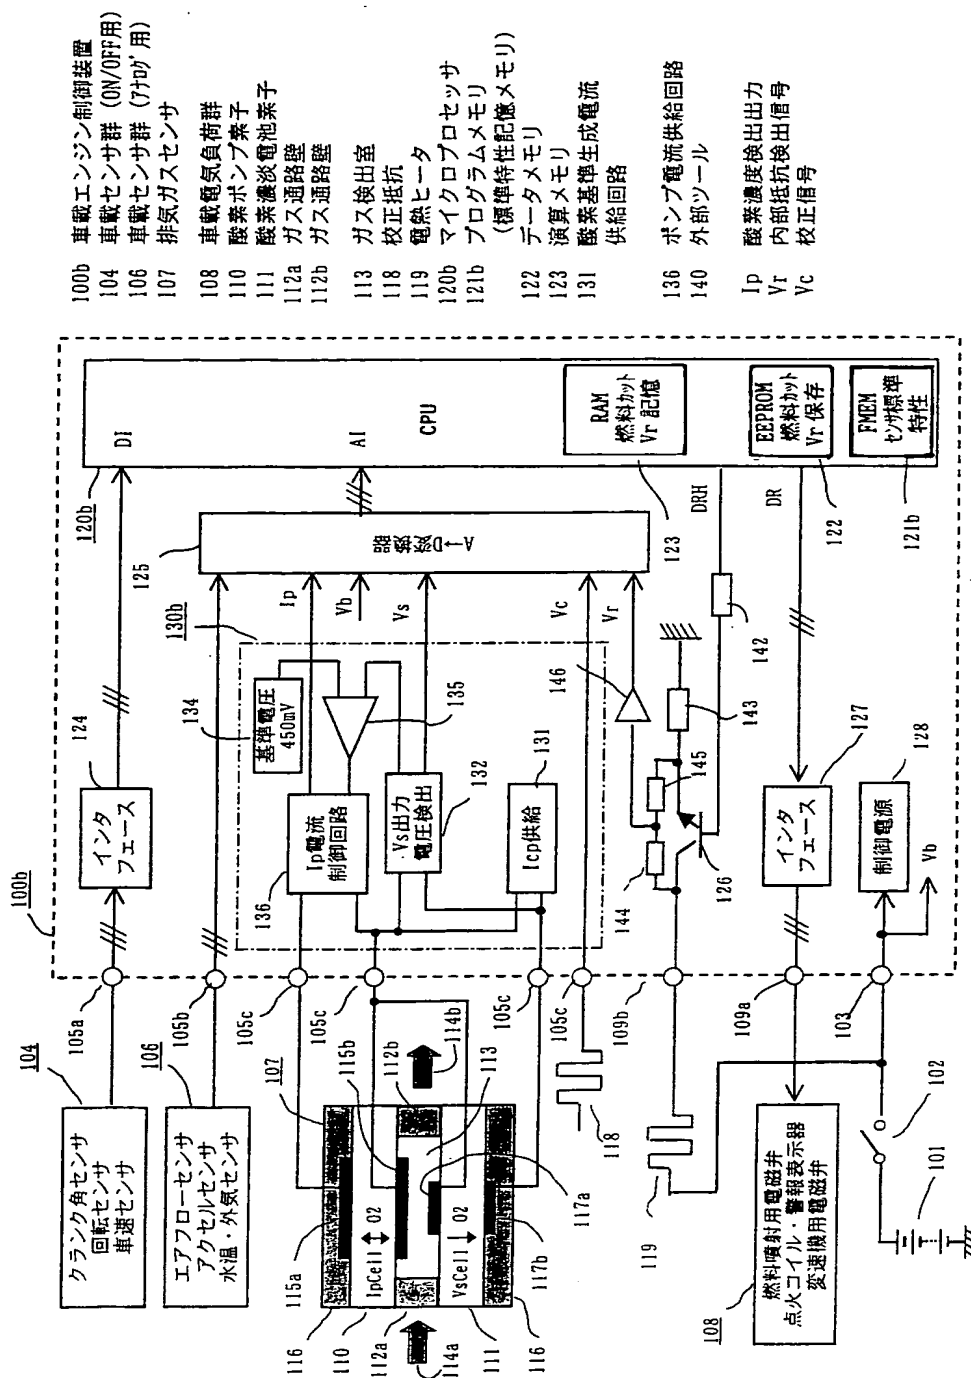 100b
104
クランク角センサ
回転センサ
車速センサ
105a
124
インタ
フェース
120b
DI
106
エアフローセンサ
アクセルセンサ
水温・外気センサ
105b
125
A→D変換器
AI
CPU
130b
134
基準電圧
450mV
135
Ip
Vb
Vs
136
Ip電流
制御回路
Vs出力
電圧検出
132
Icp供給
131
105c
105c
105c
105c
107
115a
115b
112b
114b
113
116
110
IpCell
O2
112a
114a
VsCell
O2
111
116
117a
117b
118
Vc
Vr
146
123
RAM
燃料カット
Vr 記憶
119
109b
144
145
143
126
142
DRH
DR
EEPROM
燃料カット
Vr 保存
122
FMEM
センサ標準
特性
121b
108
燃料噴射用電磁弁
点火コイル・警報表示器
変速機用電磁弁
109a
インタ
フェース
127
103
制御電源
128
Vb
102
101
100b 車載エンジン制御装置
104 車載センサ群 (ON/OFF用)
106 車載センサ群 (アナログ用)
107 排気ガスセンサ
108 車載電気負荷群
110 酸素ポンプ素子
111 酸素濃淡電池素子
112a ガス通路壁
112b ガス通路壁
113 ガス検出室
118 校正抵抗
119 電熱ヒータ
120b マイクロプロセッサ
121b プログラムメモリ
(標準特性記憶メモリ)
122 データメモリ
123 演算メモリ
131 酸素基準生成電流
供給回路
136 ポンプ電流供給回路
140 外部ツール
Ip 酸素濃度検出出力
Vr 内部抵抗検出信号
Vc 校正信号